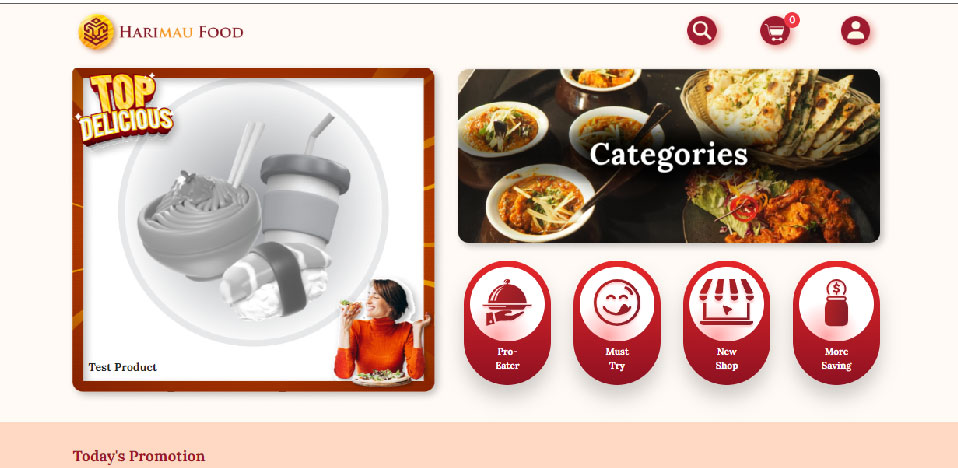 HARIMAU FOOD
0
TOP
DELICIOUS
Test Product
Categories
Pro-
Eater
Must
Try
New
Shop
More
Saving
Today's Promotion